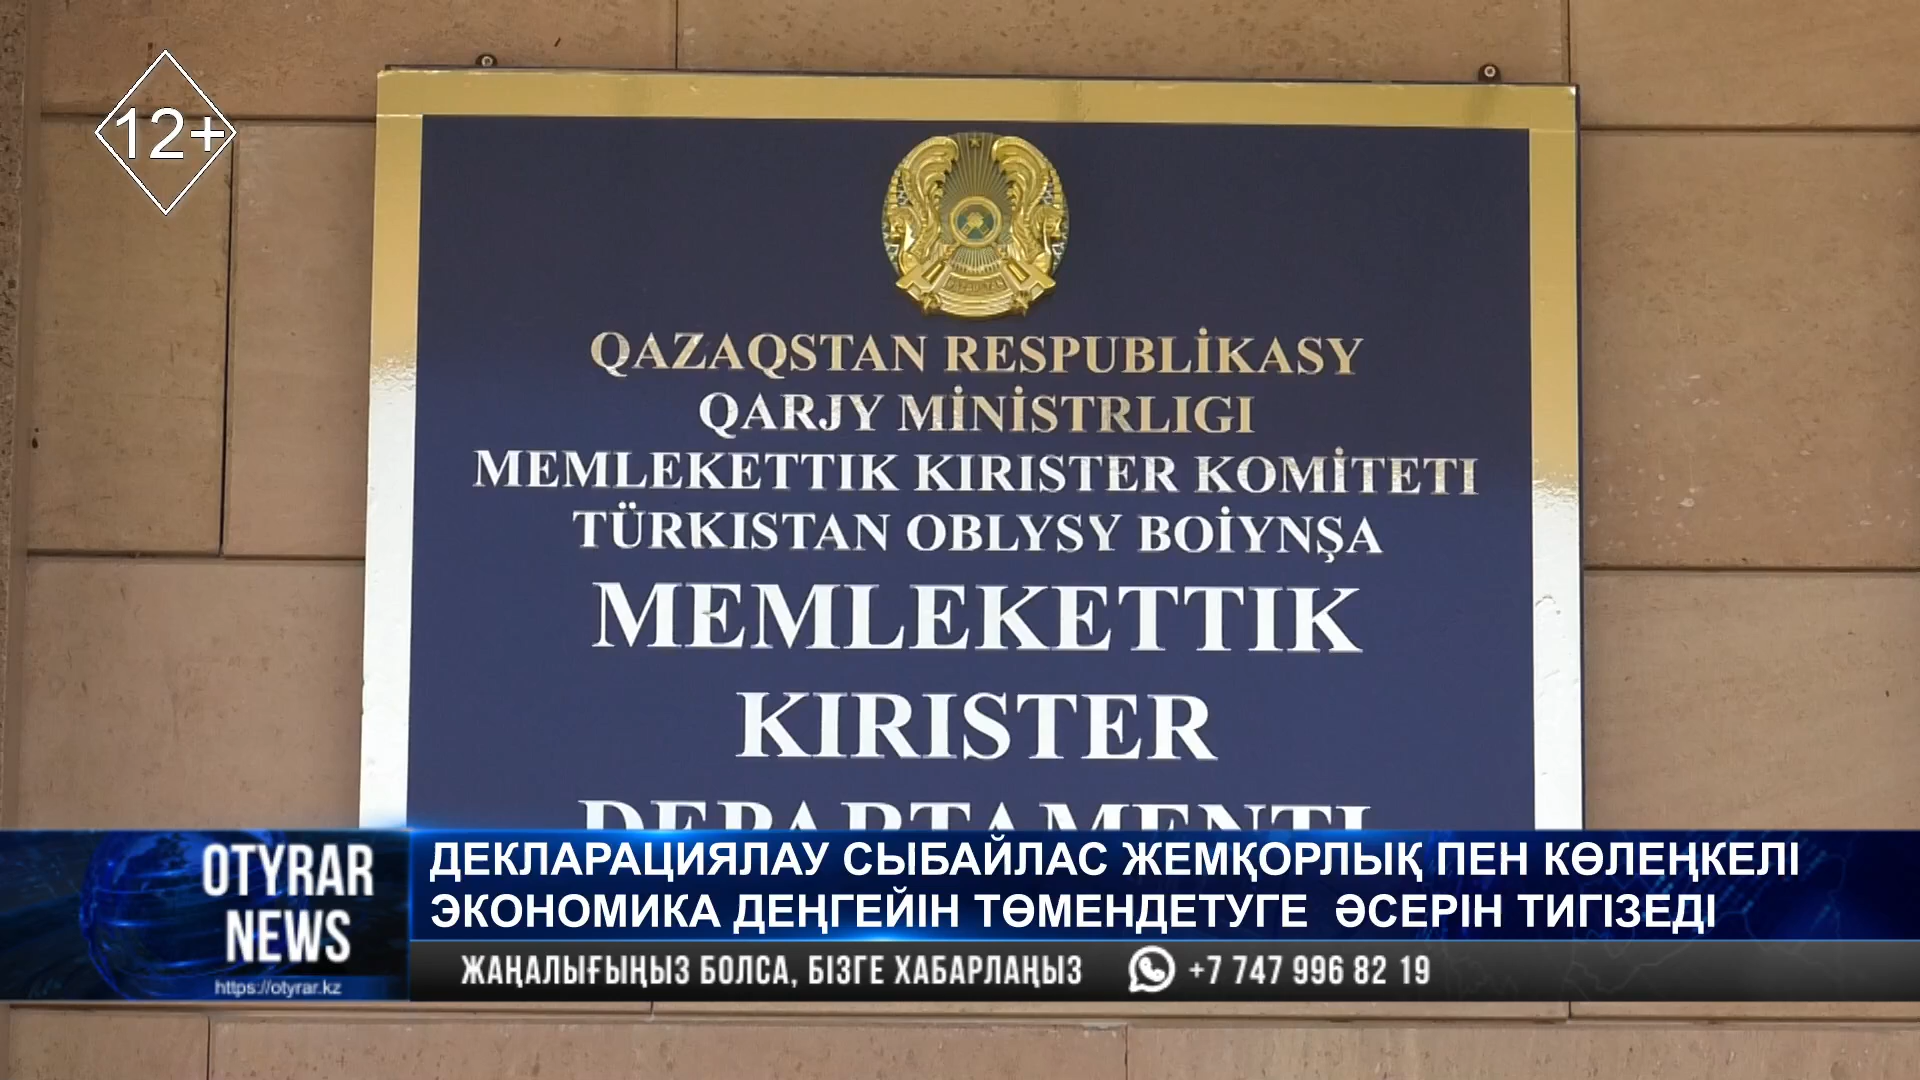 12+
QAZAQSTAN RESPUBLİKASY
QARJY MİNİSTRLIGI
MEMLEKETTIK KIRISTER KOMİTETI
TÜRKISTAN OBLYSY BOİYNŞA
MEMLEKETTIK
KIRISTER
DEPARTAMENTI
OTYRAR
NEWS
https://otyrar.kz
ДЕКЛАРАЦИЯЛАУ СЫБАЙЛАС ЖЕМҚОРЛЫҚ ПЕН КӨЛЕҢКЕЛІ
ЭКОНОМИКА ДЕҢГЕЙІН ТӨМЕНДЕТУГЕ ӘСЕРІН ТИГІЗЕДІ
ЖАҢАЛЫҒЫҢЫЗ БОЛСА, БІЗГЕ ХАБАРЛАҢЫЗ +7 747 996 82 19